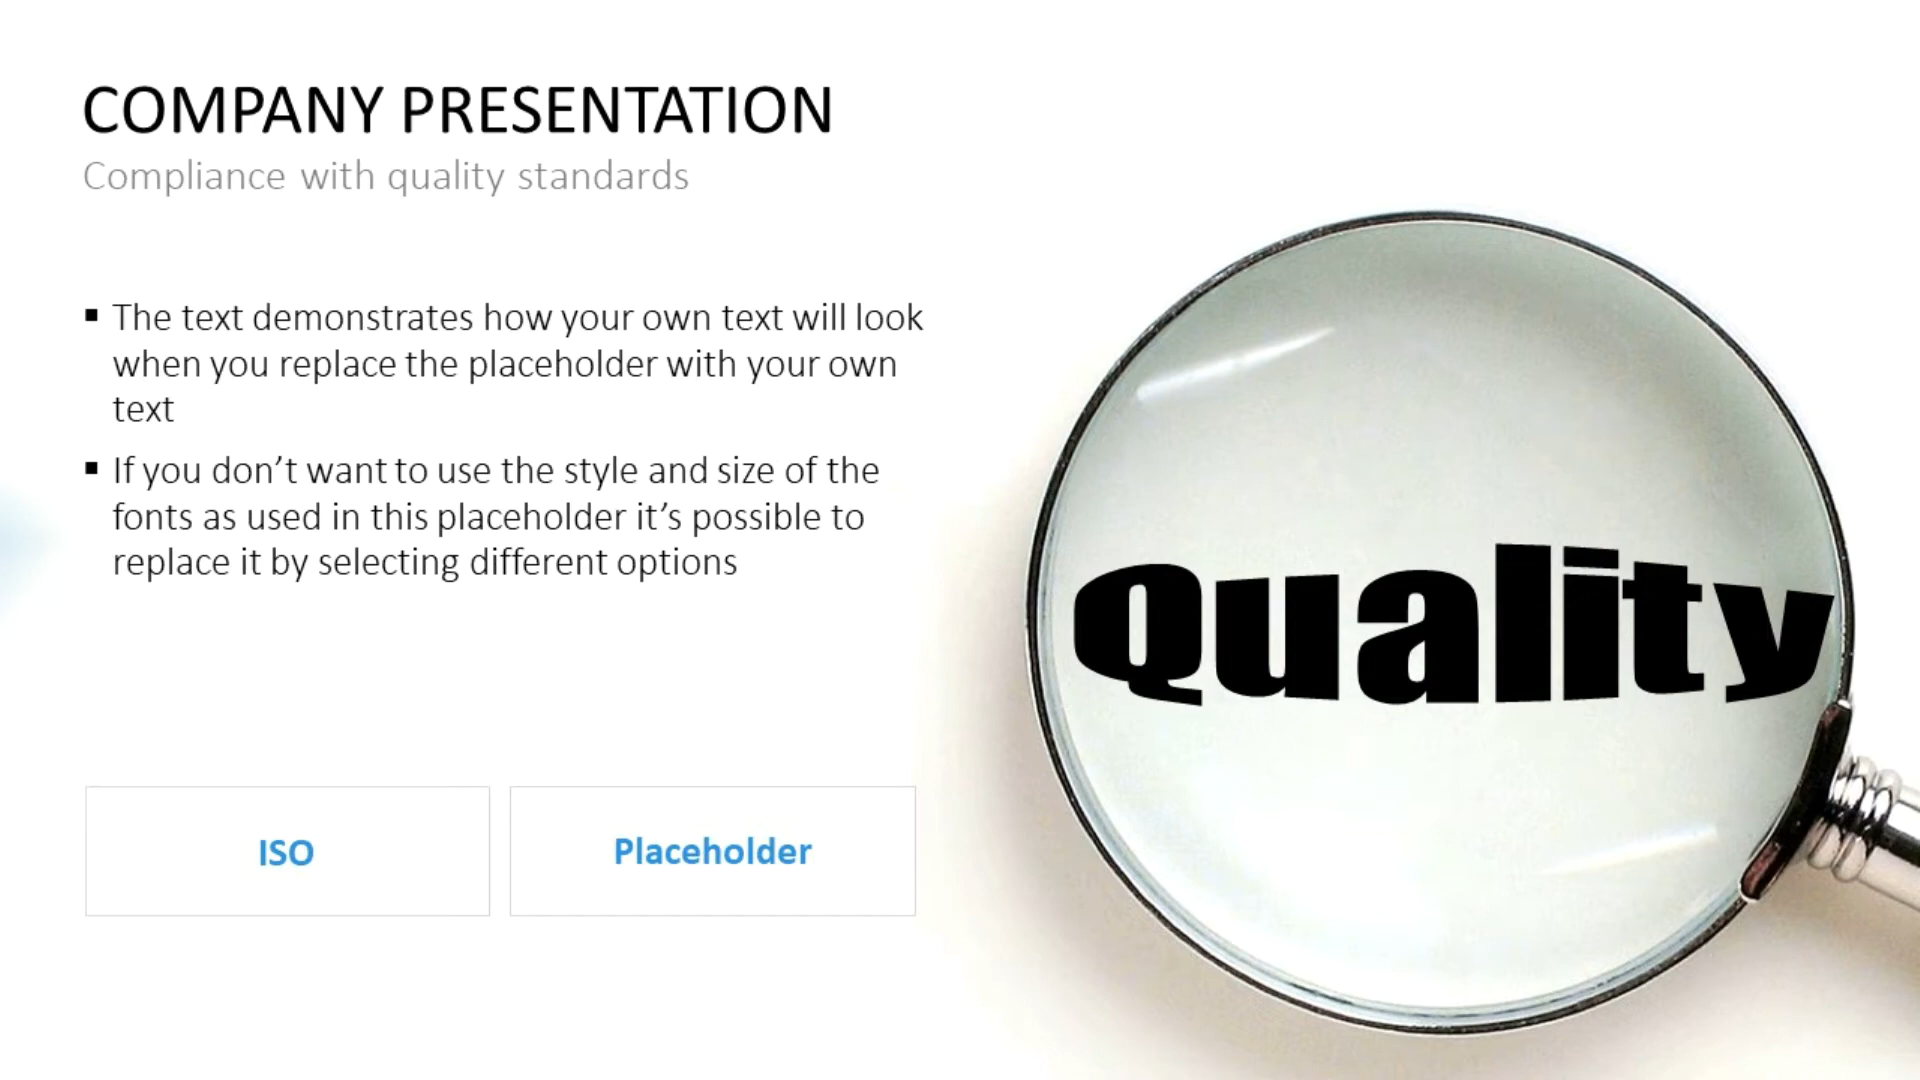 COMPANY PRESENTATION
Compliance with quality standards
▪ The text demonstrates how your own text will look
when you replace the placeholder with your own
text
▪ If you don’t want to use the style and size of the
fonts as used in this placeholder it’s possible to
replace it by selecting different options
Quality
ISO
Placeholder